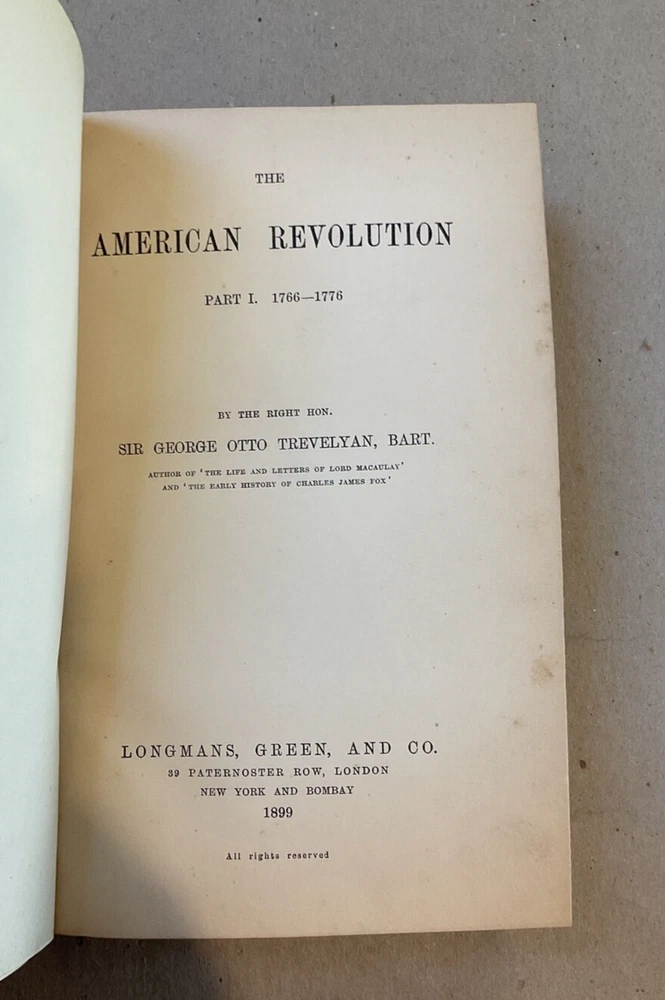 THE
AMERICAN REVOLUTION
PART I. 1766—1776
BY THE RIGHT HON.
SIR GEORGE OTTO TREVELYAN, BART.
AUTHOR OF ‘THE LIFE AND LETTERS OF LORD MACAULAY’
AND ‘THE EARLY HISTORY OF CHARLES JAMES FOX’
LONGMANS, GREEN, AND CO.
39 PATERNOSTER ROW, LONDON
NEW YORK AND BOMBAY
1899
All rights reserved